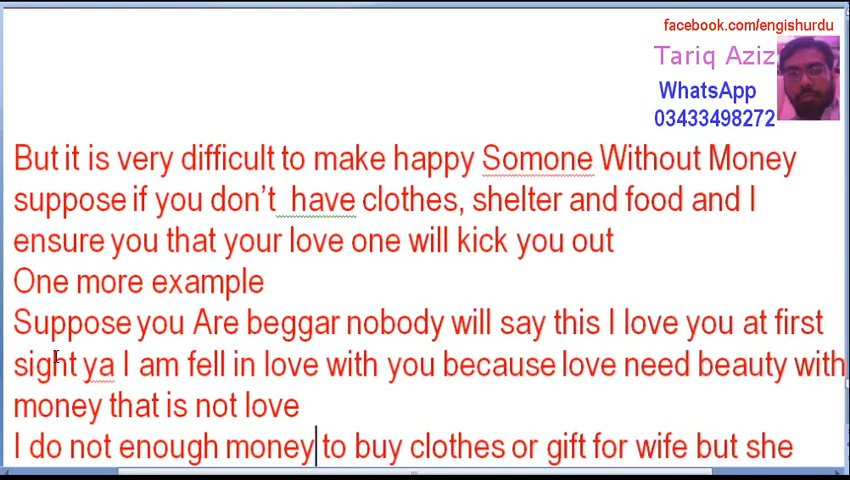 facebook.com/engishurdu
Tariq Aziz
WhatsApp
03433498272
But it is very difficult to make happy Somone Without Money
suppose if you don't  have clothes, shelter and food and I
ensure you that your love one will kick you out
One more example
Suppose you Are beggar nobody will say this I love you at first
sight ya I am fell in love with you because love need beauty with
money that is not love
I do not enough money to buy clothes or gift for wife but she